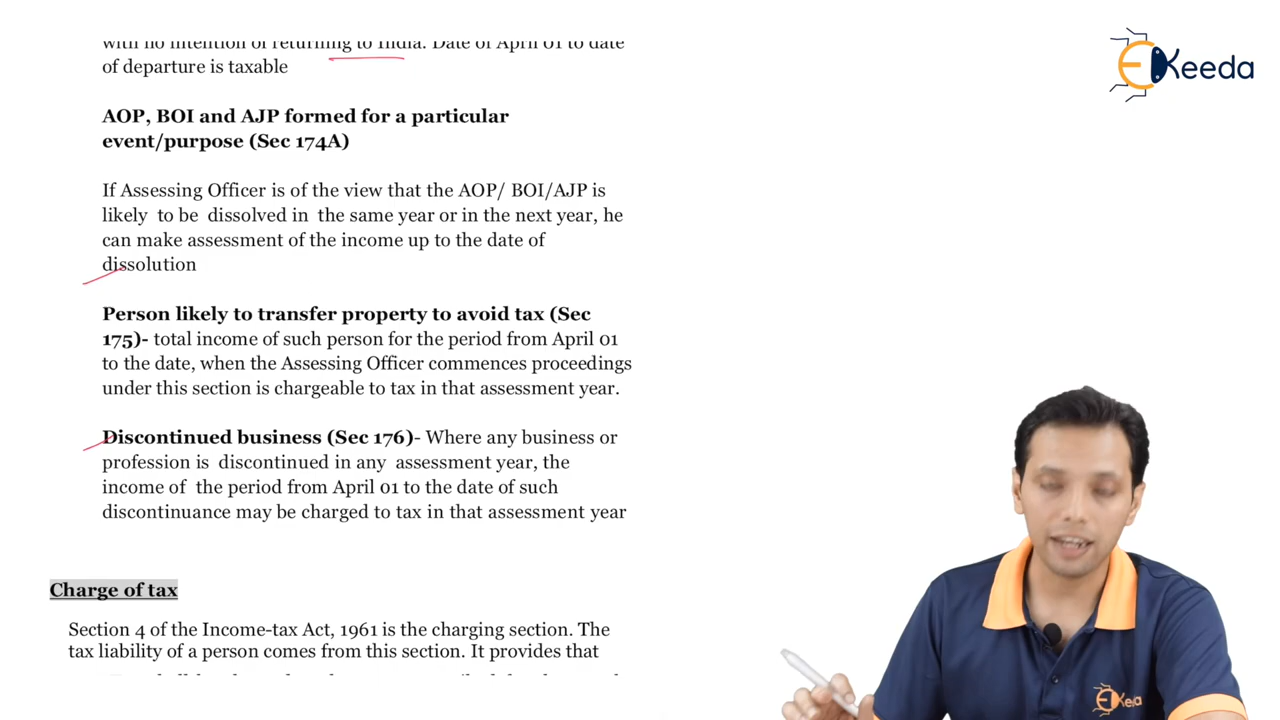 with no intention of returning to India. Date of April 01 to date
of departure is taxable
AOP, BOI and AJP formed for a particular
event/purpose (Sec 174A)
If Assessing Officer is of the view that the AOP/ BOI/AJP is
likely to be dissolved in the same year or in the next year, he
can make assessment of the income up to the date of
dissolution
Person likely to transfer property to avoid tax (Sec
175)- total income of such person for the period from April 01
to the date, when the Assessing Officer commences proceedings
under this section is chargeable to tax in that assessment year.
Discontinued business (Sec 176)- Where any business or
profession is discontinued in any assessment year, the
income of the period from April 01 to the date of such
discontinuance may be charged to tax in that assessment year
Charge of tax
Section 4 of the Income-tax Act, 1961 is the charging section. The
tax liability of a person comes from this section. It provides that
EKeeda
EKeeda